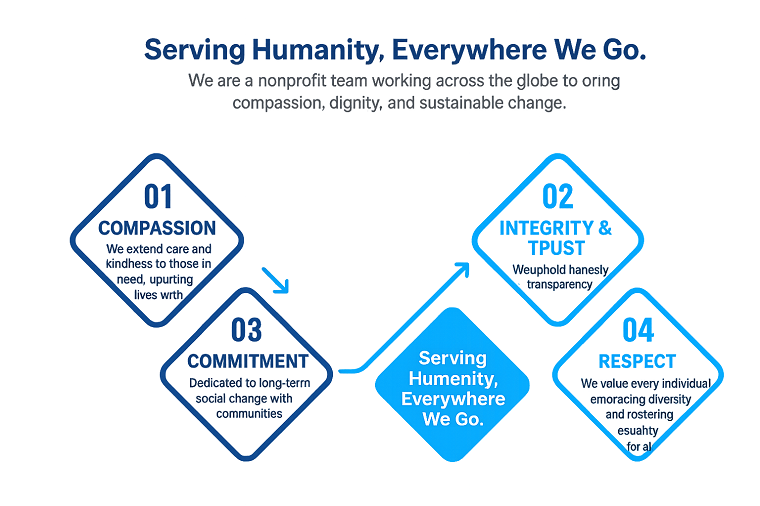 Serving Humanity, Everywhere We Go.
We are a nonprofit team working across the globe to oring
compassion, dignity, and sustainable change.
01
COMPASSION
We extend care and
kindness to those in
need, upurting
lives wrth
02
INTEGRITY &
TPUST
Weuphold hanesly
transparency
03
COMMITMENT
Dedicated to long-terrn
social change with
communities
Serving
Humenity,
Everywhere
We Go.
04
RESPECT
We value every individual
emoracing diversity
and rostering
esuahty
for al